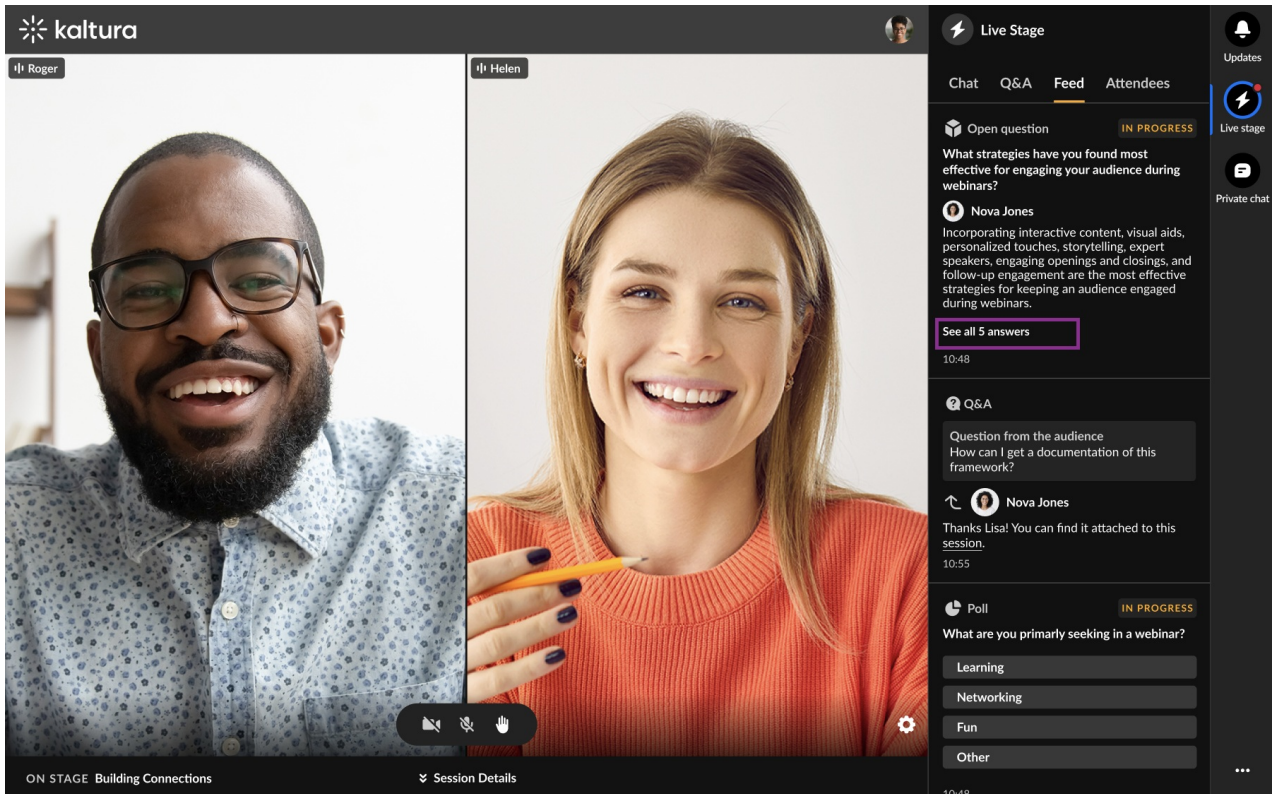 kaltura
Roger
Helen
Live Stage
Chat Q&A Feed Attendees
Open question IN PROGRESS
What strategies have you found most
effective for engaging your audience during
webinars?
Nova Jones
Incorporating interactive content, visual aids,
personalized touches, storytelling, expert
speakers, engaging openings and closings, and
follow-up engagement are the most effective
strategies for keeping an audience engaged
during webinars.
See all 5 answers
10:48
Q&A
Question from the audience
How can I get a documentation of this
framework?
Nova Jones
Thanks Lisa! You can find it attached to this
session.
10:55
Poll IN PROGRESS
What are you primarly seeking in a webinar?
Learning
Networking
Fun
Other
10:48
Updates
Live stage
Private chat
ON STAGE Building Connections
Session Details